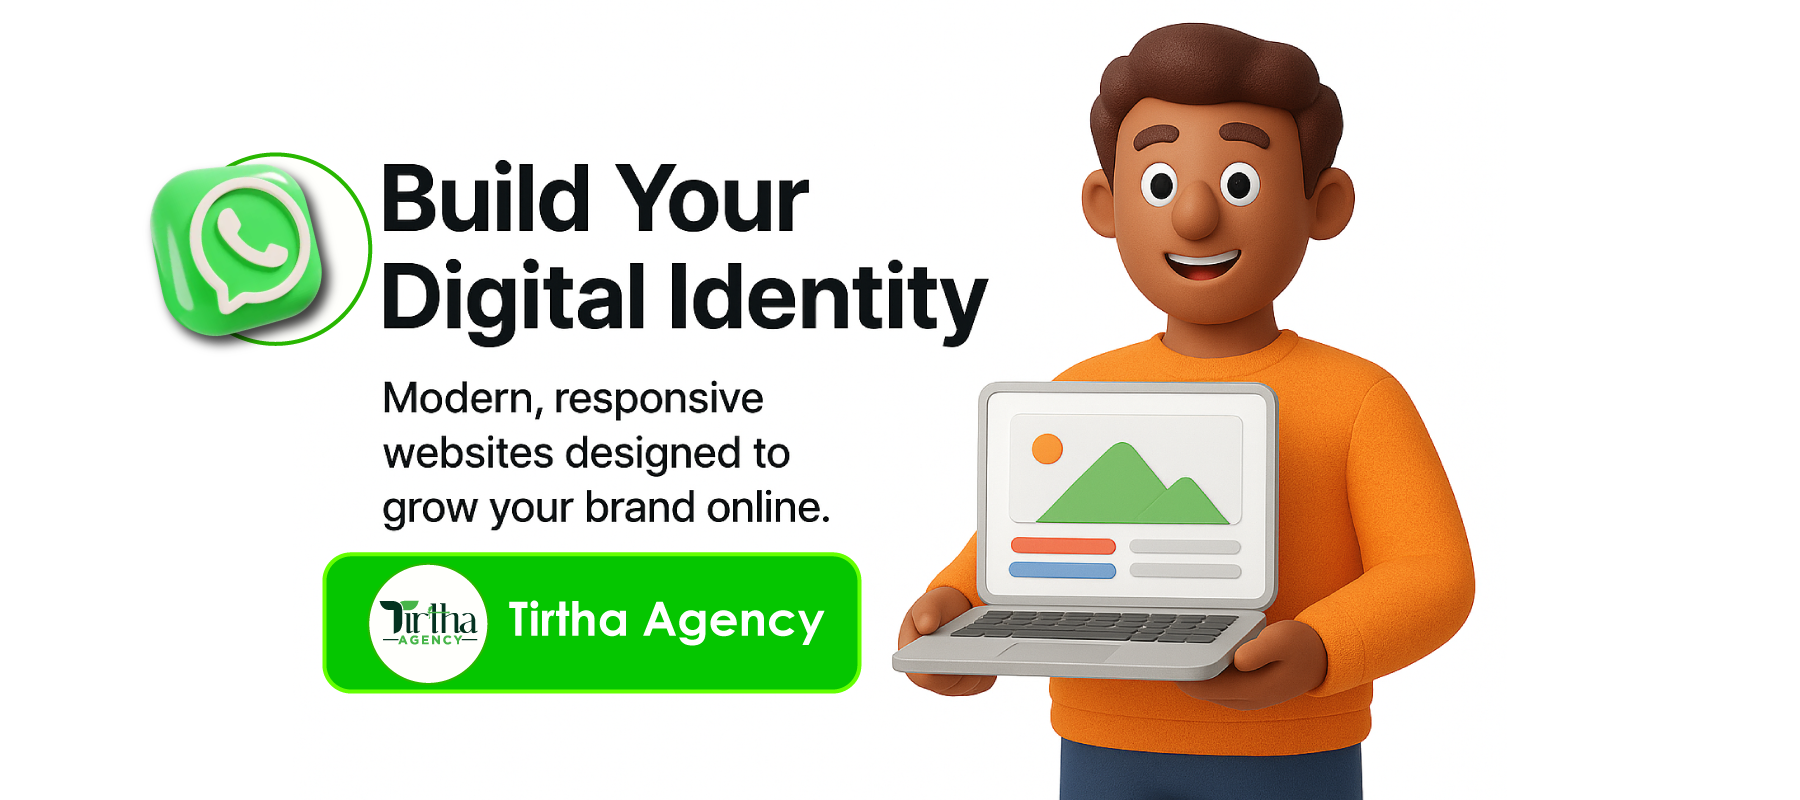 Build Your
Digital Identity
Modern, responsive
websites designed to
grow your brand online.
Tirtha
AGENCY
Tirtha Agency